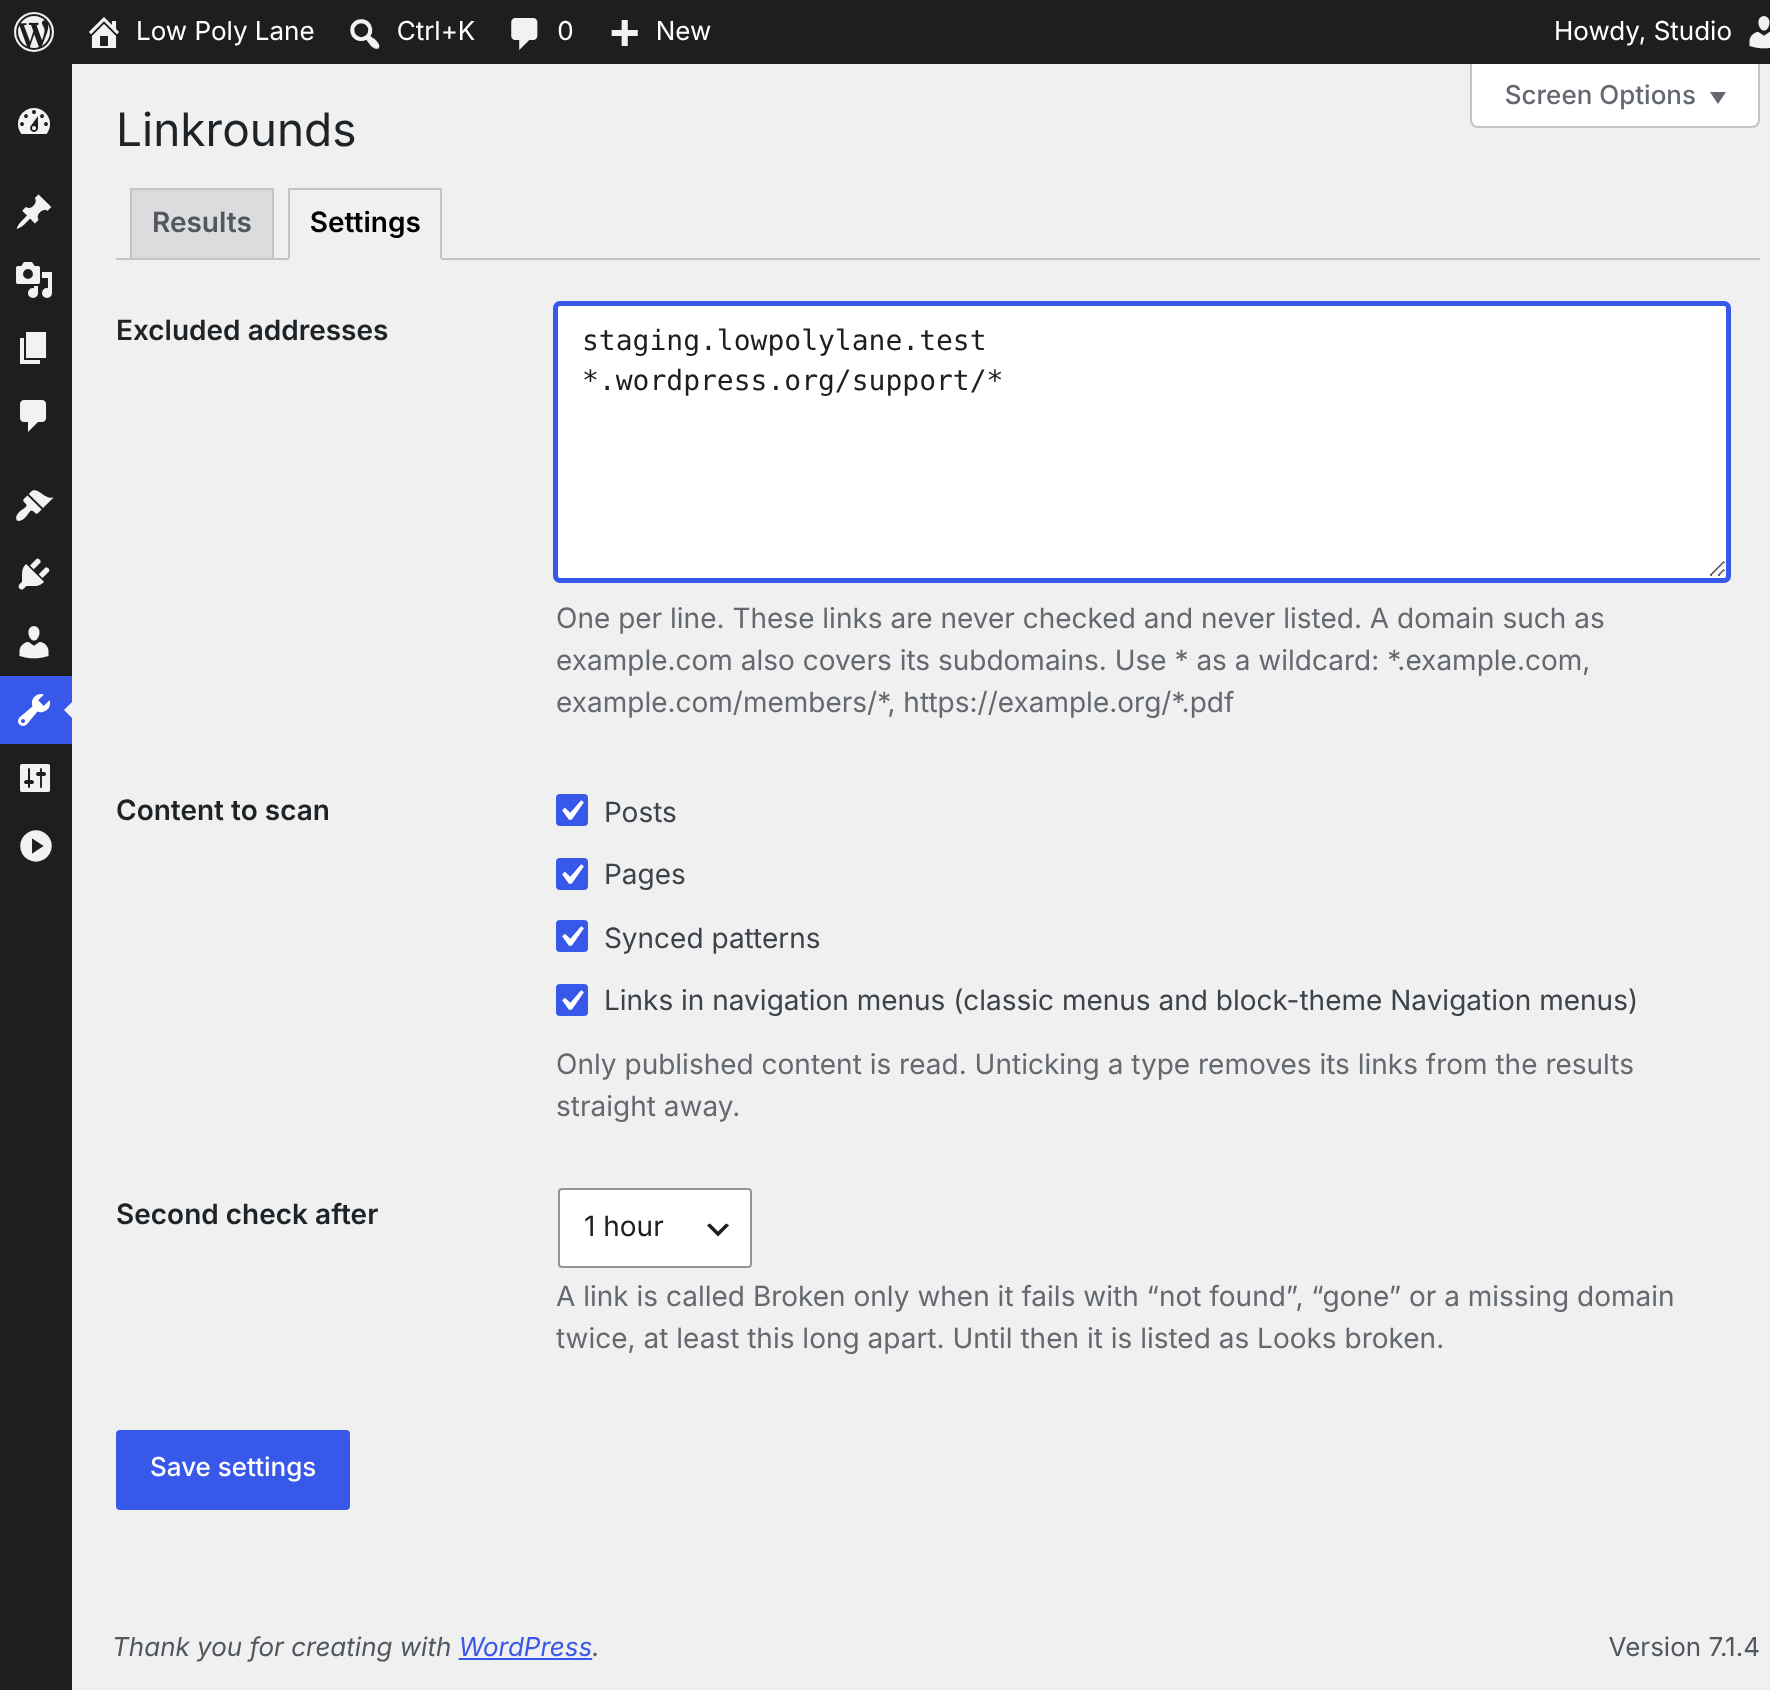 Low Poly Lane Ctrl+K 0 New Howdy, Studio
Screen Options
Linkrounds
Results Settings
Excluded addresses
staging.lowpolylane.test
*.wordpress.org/support/*
One per line. These links are never checked and never listed. A domain such as
example.com also covers its subdomains. Use * as a wildcard: *.example.com,
example.com/members/*, https://example.org/*.pdf
Content to scan
Posts
Pages
Synced patterns
Links in navigation menus (classic menus and block-theme Navigation menus)
Only published content is read. Unticking a type removes its links from the results
straight away.
Second check after
1 hour
A link is called Broken only when it fails with “not found”, “gone” or a missing domain
twice, at least this long apart. Until then it is listed as Looks broken.
Save settings
Thank you for creating with WordPress.
Version 7.1.4